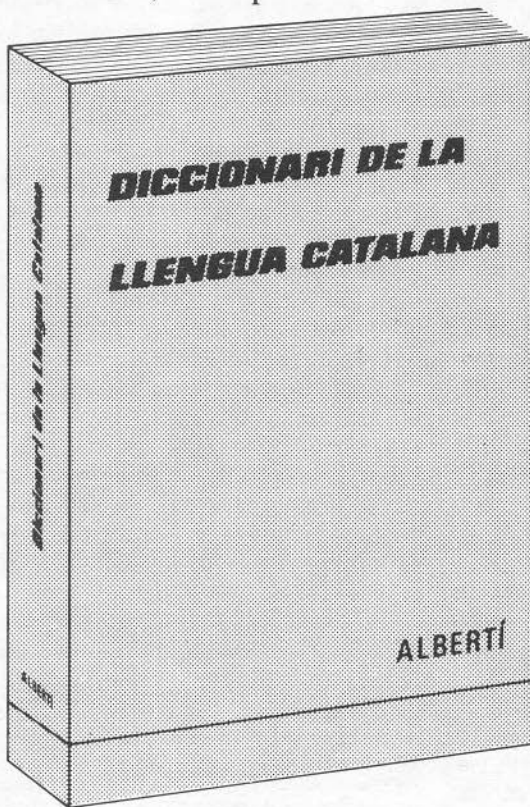 DICCIONARI DE LA
LLENGUA CATALANA
ALBERTÍ
Diccionari de la Llengua Catalana
ALBERTÍ